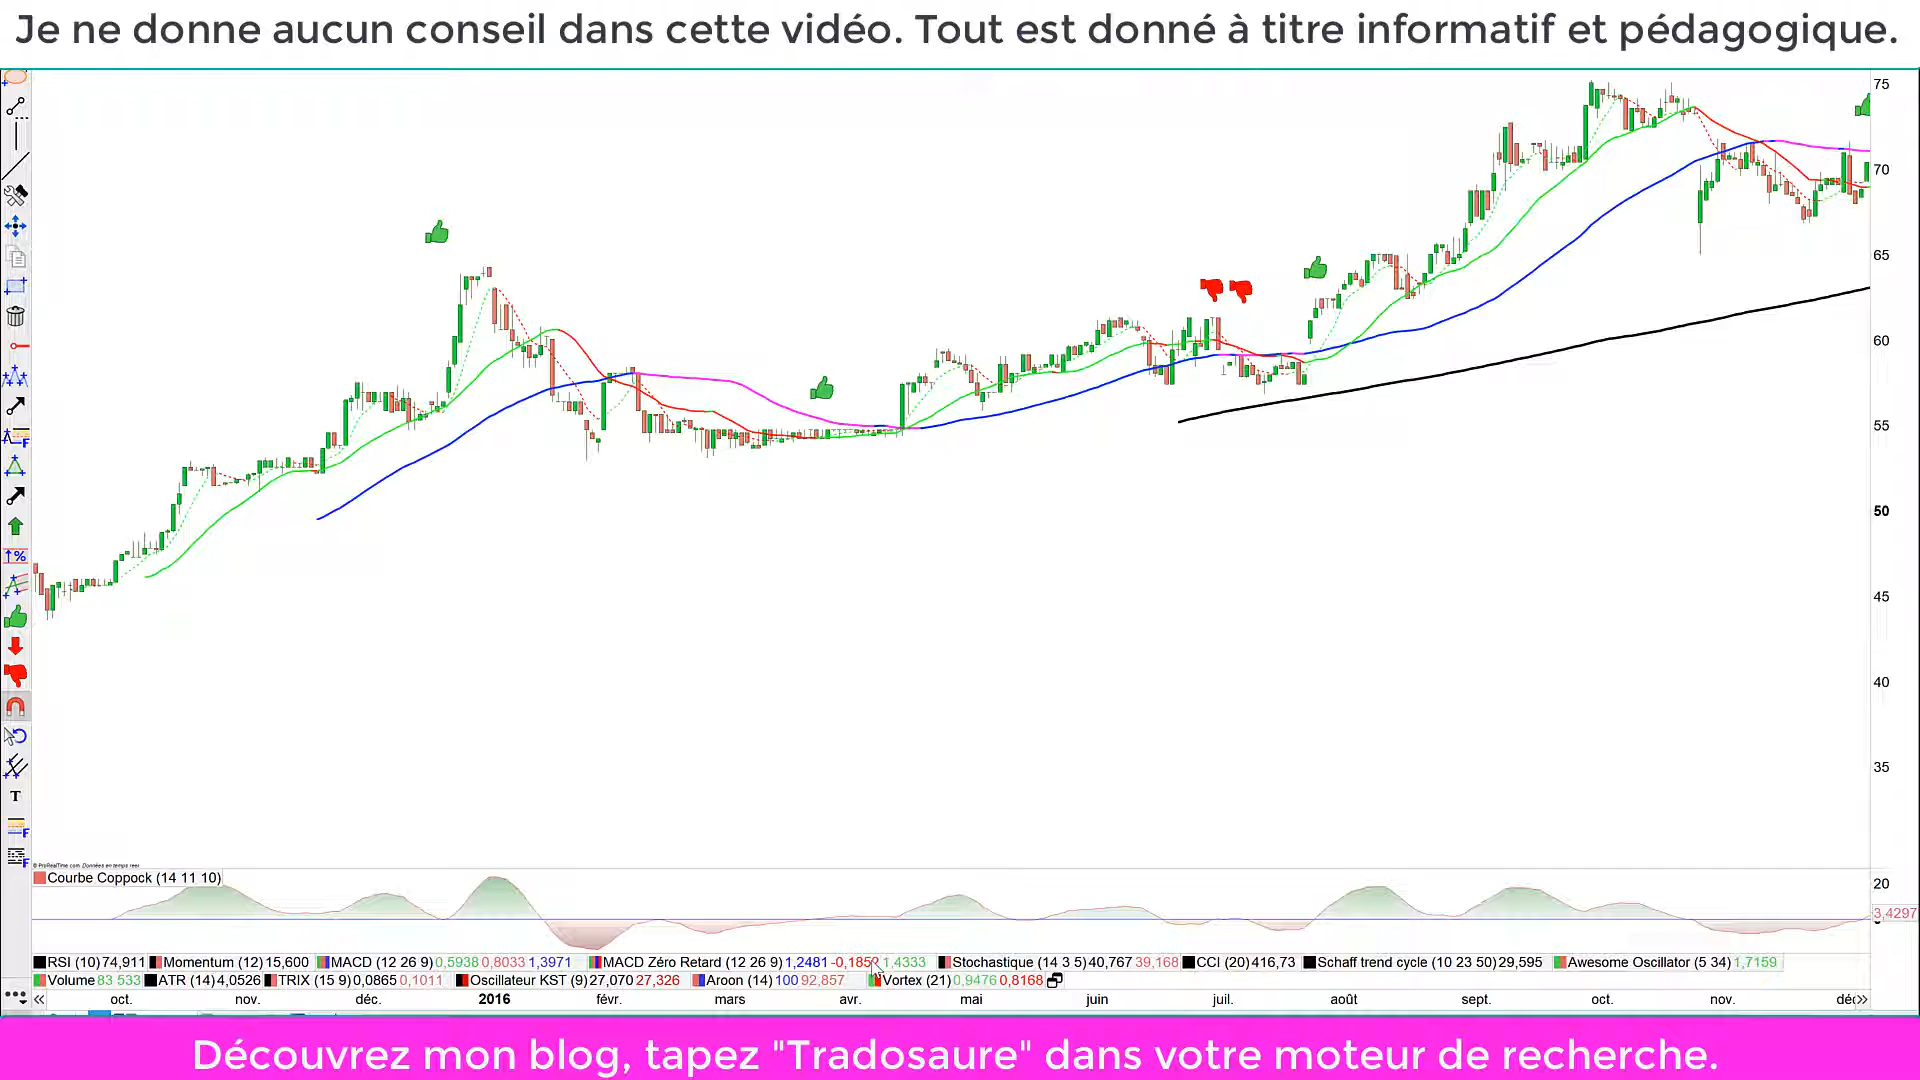 Je ne donne aucun conseil dans cette vidéo. Tout est donné à titre informatif et pédagogique.
75
70
65
60
55
50
45
40
35
© ProRealTime.com Données en temps réel
Courbe Coppock (14 11 10)
20
3,4297
RSI (10) 74,911 Momentum (12) 15,600 MACD (12 26 9) 0,5938 0,8033 1,3971 MACD Zéro Retard (12 26 9) 1,2481 -0,1852 1,4333 Stochastique (14 3 5) 40,767 39,168 CCI (20) 416,73 Schaff trend cycle (10 23 50) 29,595 Awesome Oscillator (5 34) 1,7159
Volume 83 533 ATR (14) 4,0526 TRIX (15 9) 0,0865 0,1011 Oscillateur KST (9) 27,070 27,326 Aroon (14) 100 92,857 Vortex (21) 0,9476 0,8168
oct. nov. déc. 2016 févr. mars avr. mai juin juil. août sept. oct. nov. déc
Découvrez mon blog, tapez "Tradosaure" dans votre moteur de recherche.